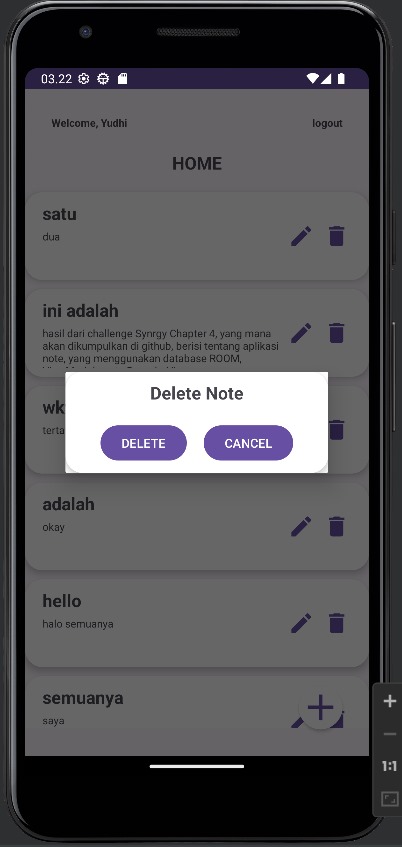 03.22
Welcome, Yudhi
logout
HOME
satu
dua
ini adalah
hasil dari challenge Synrgy Chapter 4, yang mana
akan dikumpulkan di github, berisi tentang aplikasi
note, yang menggunakan database ROOM,
Delete Note
wk
terta
DELETE
CANCEL
adalah
okay
hello
halo semuanya
semuanya
saya
1:1